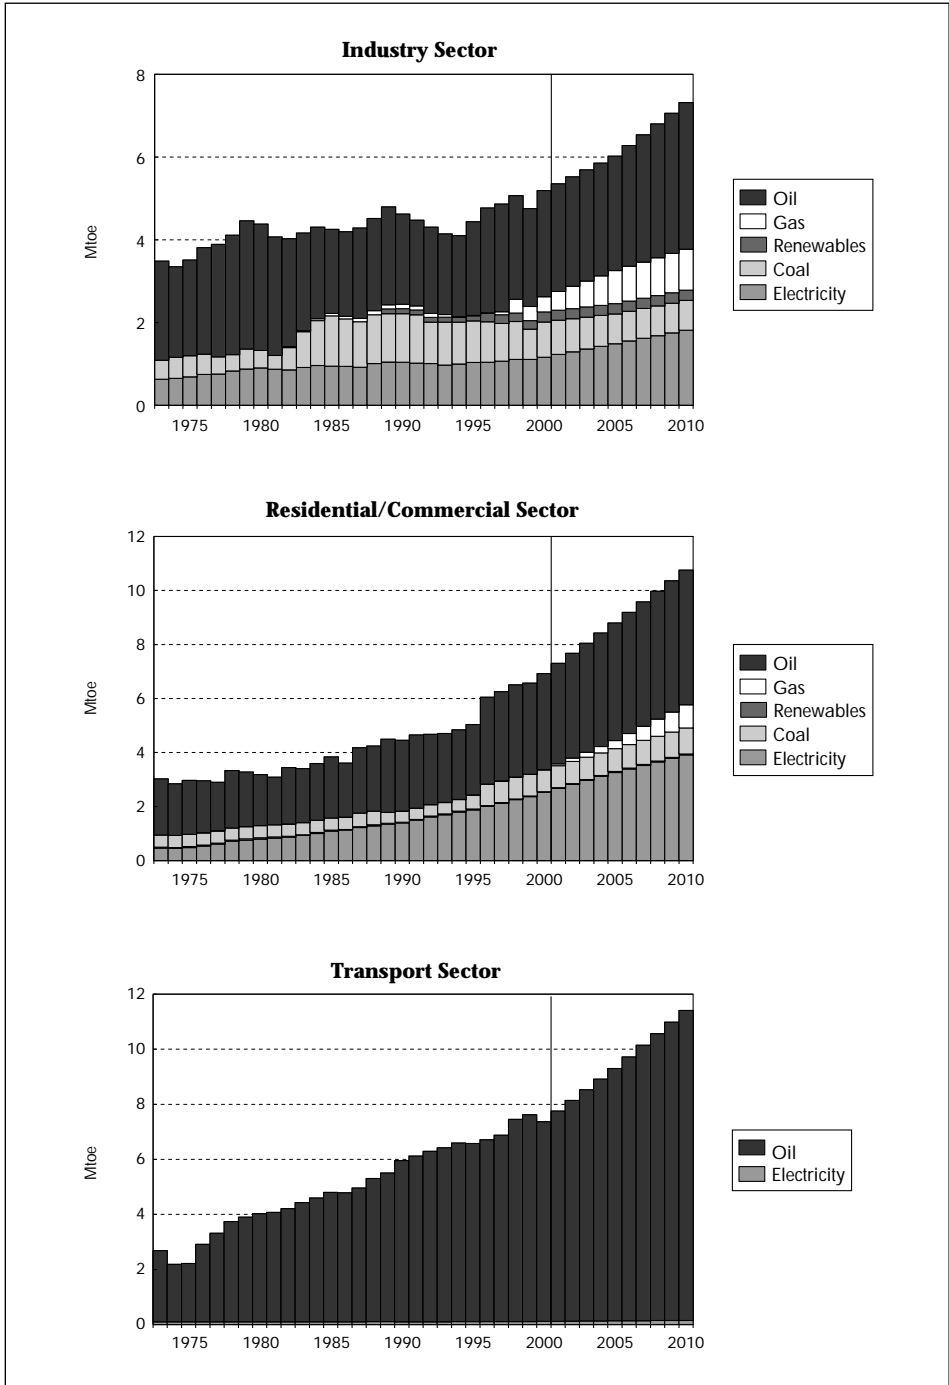 Industry Sector
8
6
4
2
0
Mtoe
1975 1980 1985 1990 1995 2000 2005 2010
Oil
Gas
Renewables
Coal
Electricity
Residential/Commercial Sector
12
10
8
6
4
2
0
Mtoe
1975 1980 1985 1990 1995 2000 2005 2010
Oil
Gas
Renewables
Coal
Electricity
Transport Sector
12
10
8
6
4
2
0
Mtoe
1975 1980 1985 1990 1995 2000 2005 2010
Oil
Electricity